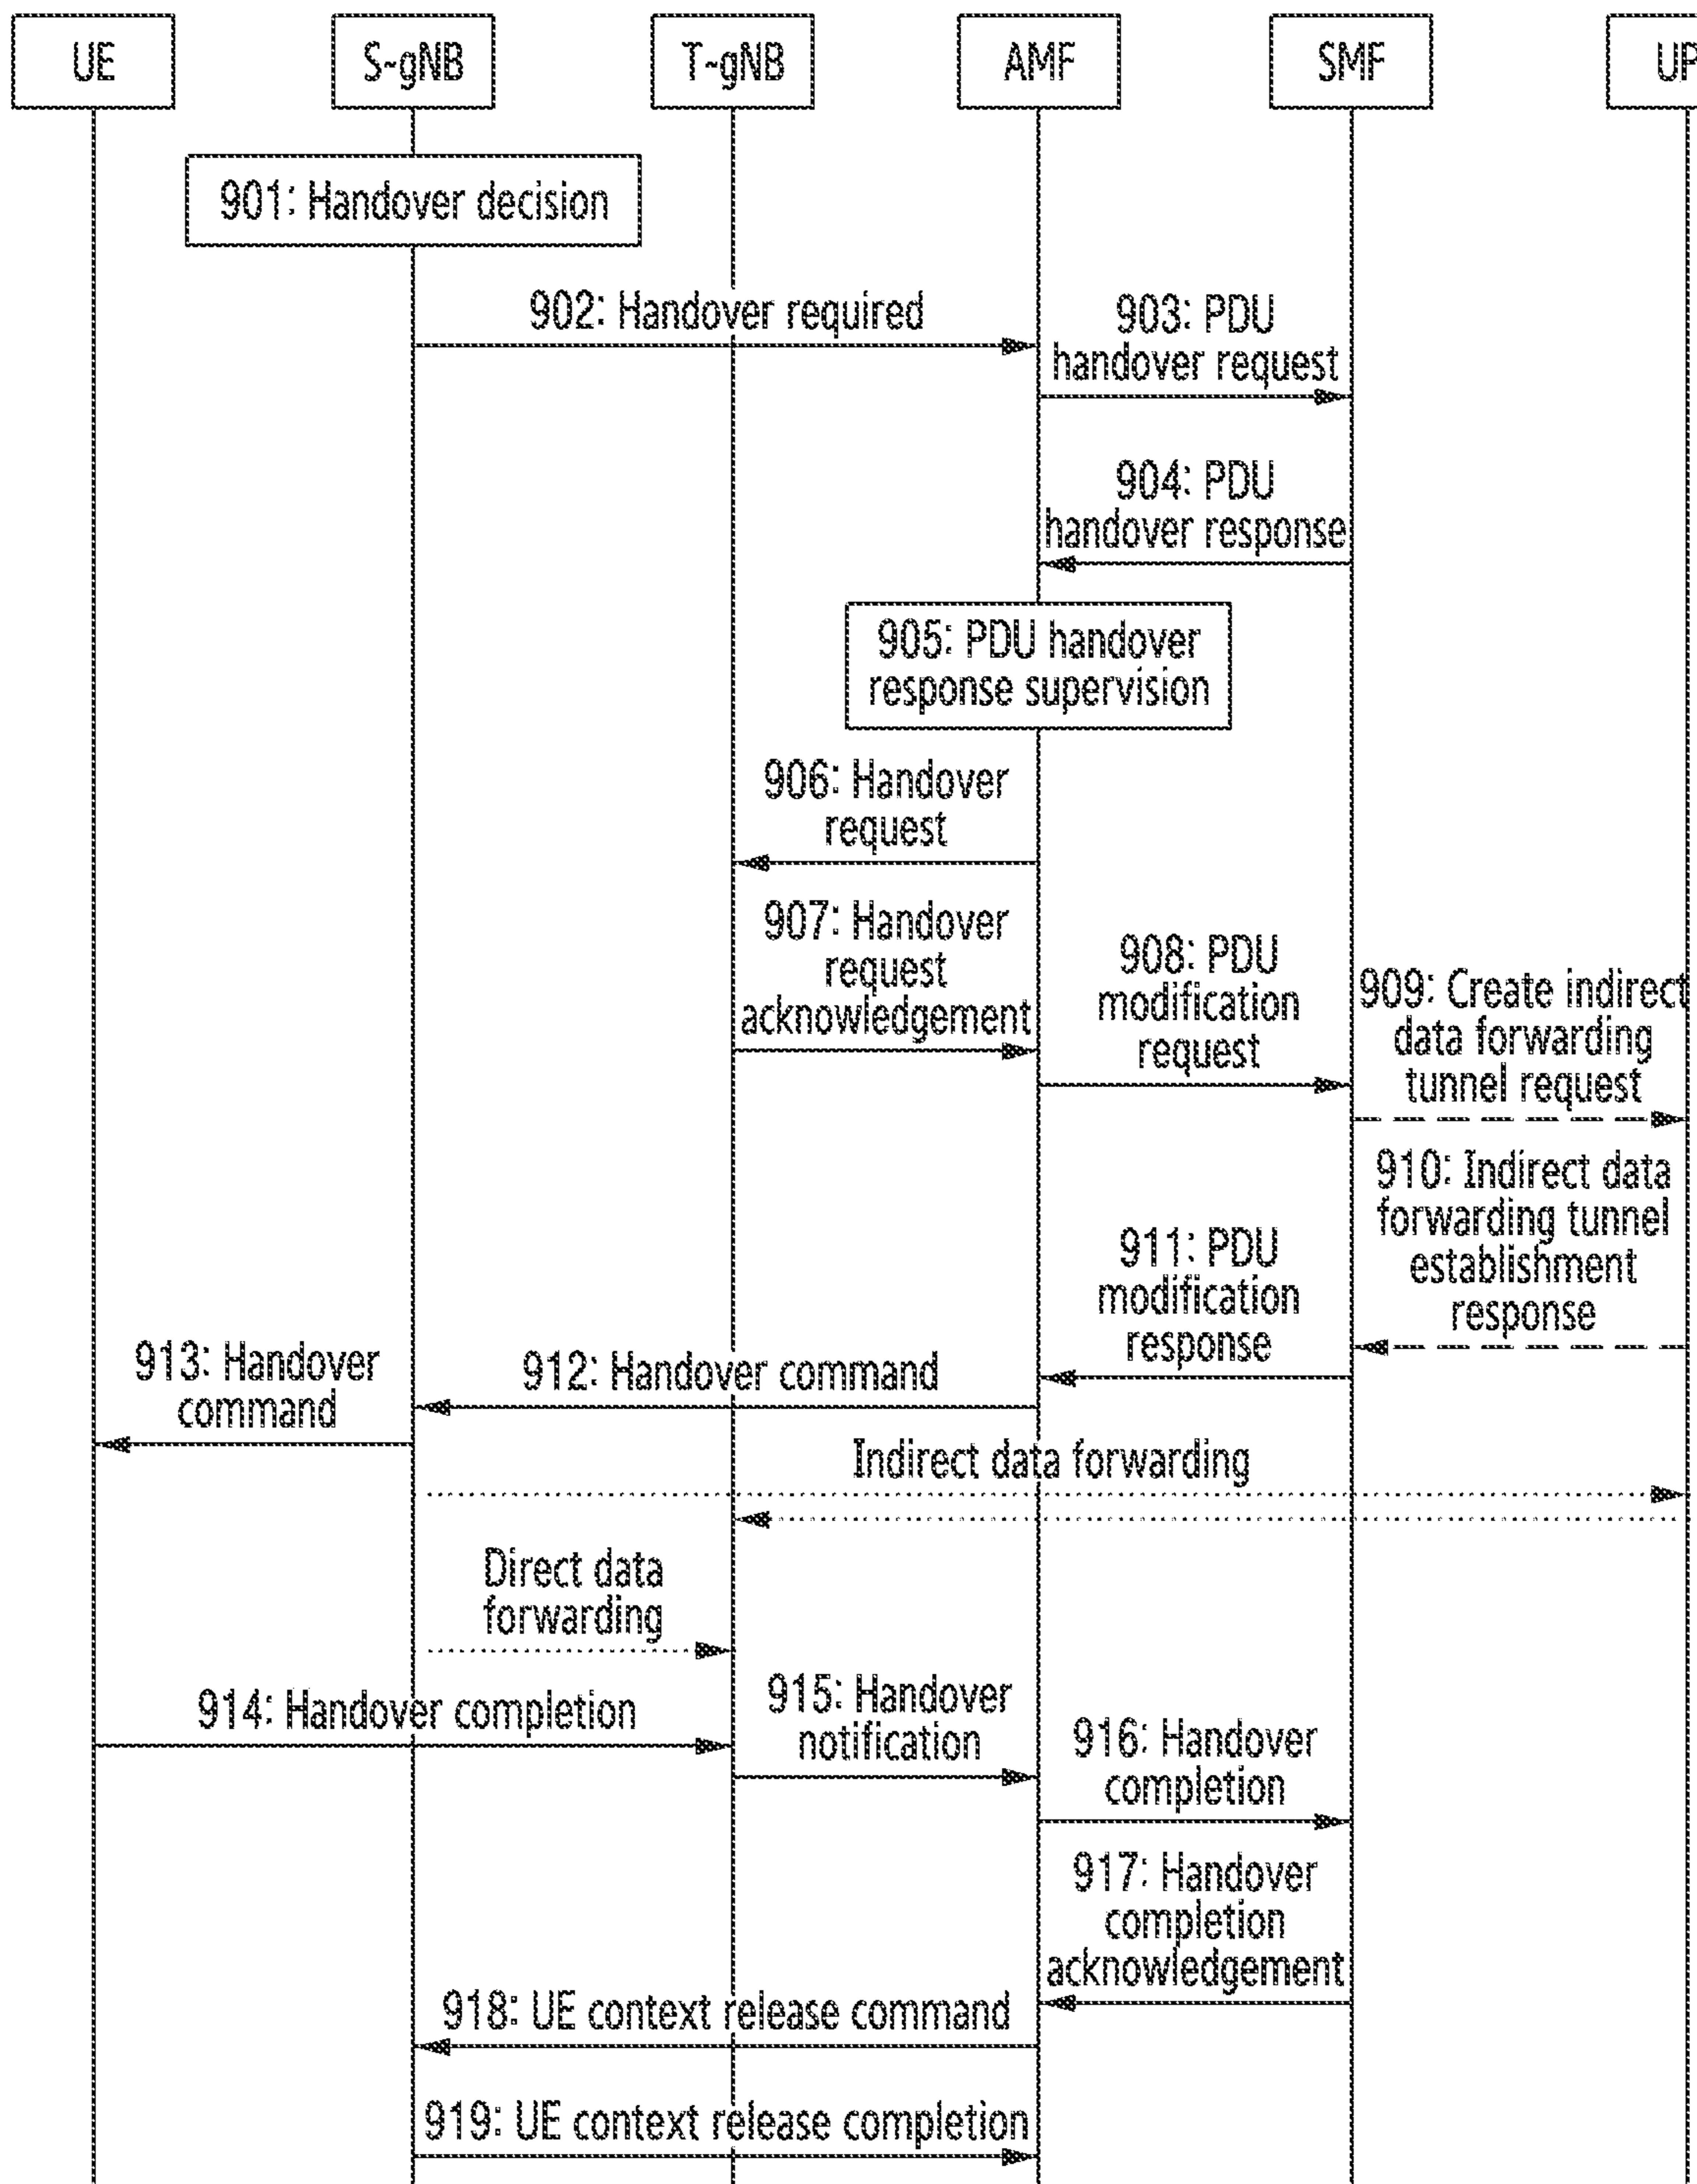 UE
S-gNB
T-gNB
AMF
SMF
UP
901: Handover decision
902: Handover required
903: PDU
handover request
904: PDU
handover response
905: PDU handover
response supervision
906: Handover
request
907: Handover
request
acknowledgement
908: PDU
modification
request
909: Create indirect
data forwarding
tunnel request
910: Indirect data
forwarding tunnel
establishment
response
911: PDU
modification
response
912: Handover command
913: Handover
command
Indirect data forwarding
Direct data
forwarding
914: Handover completion
915: Handover
notification
916: Handover
completion
917: Handover
completion
acknowledgement
918: UE context release command
919: UE context release completion